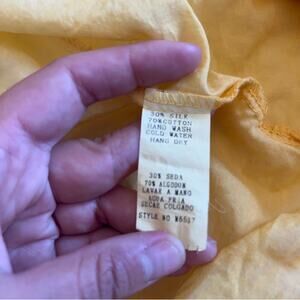 30% SILK
70%COTTON
HAND WASH
COLD WATER
HANG DRY
30% SEDA
70% ALGODON
LAVAR A MANO
AGUA FRIA
SECAR COLGADO
STYLE NO W5517